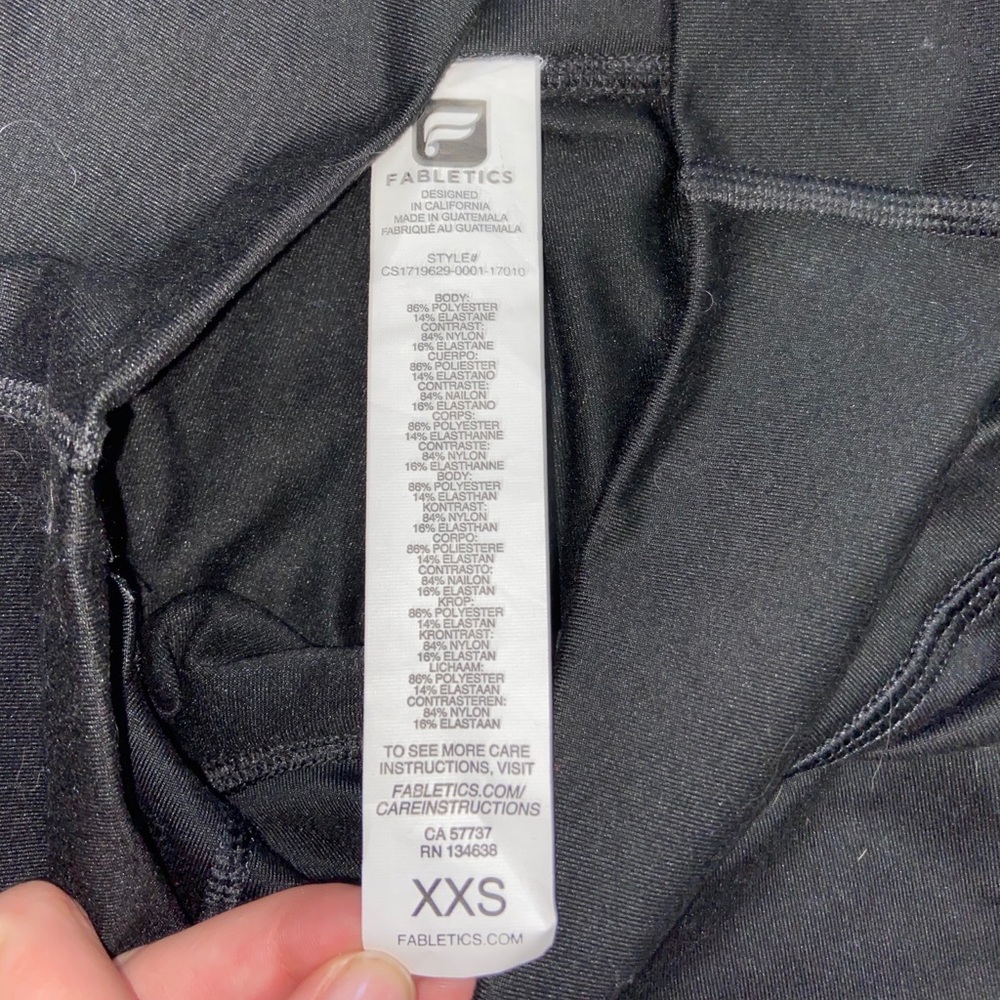 FABLETICS
DESIGNED
IN CALIFORNIA
MADE IN GUATEMALA
FABRIQUÉ AU GUATEMALA
STYLE#
CS1719629-0001-17010
BODY:
86% POLYESTER
14% ELASTANE
CONTRAST:
84% NYLON
16% ELASTANE
CUERPO:
86% POLIESTER
14% ELASTANO
CONTRASTE:
84% NAILON
16% ELASTANO
CORPS:
86% POLYESTER
14% ELASTHANNE
CONTRASTE:
84% NYLON
16% ELASTHANNE
BODY:
86% POLYESTER
14% ELASTHAN
KONTRAST:
84% NYLON
16% ELASTHAN
CORPO:
86% POLIESTERE
14% ELASTAN
CONTRASTO:
84% NAILON
16% ELASTAN
KROP:
86% POLYESTER
14% ELASTAN
KRONTRAST:
84% NYLON
16% ELASTAN
LICHAAM:
86% POLYESTER
14% ELASTAAN
CONTRASTEREN:
84% NYLON
16% ELASTAAN
TO SEE MORE CARE
INSTRUCTIONS, VISIT
FABLETICS.COM/
CAREINSTRUCTIONS
CA 57737
RN 134638
XXS
FABLETICS.COM